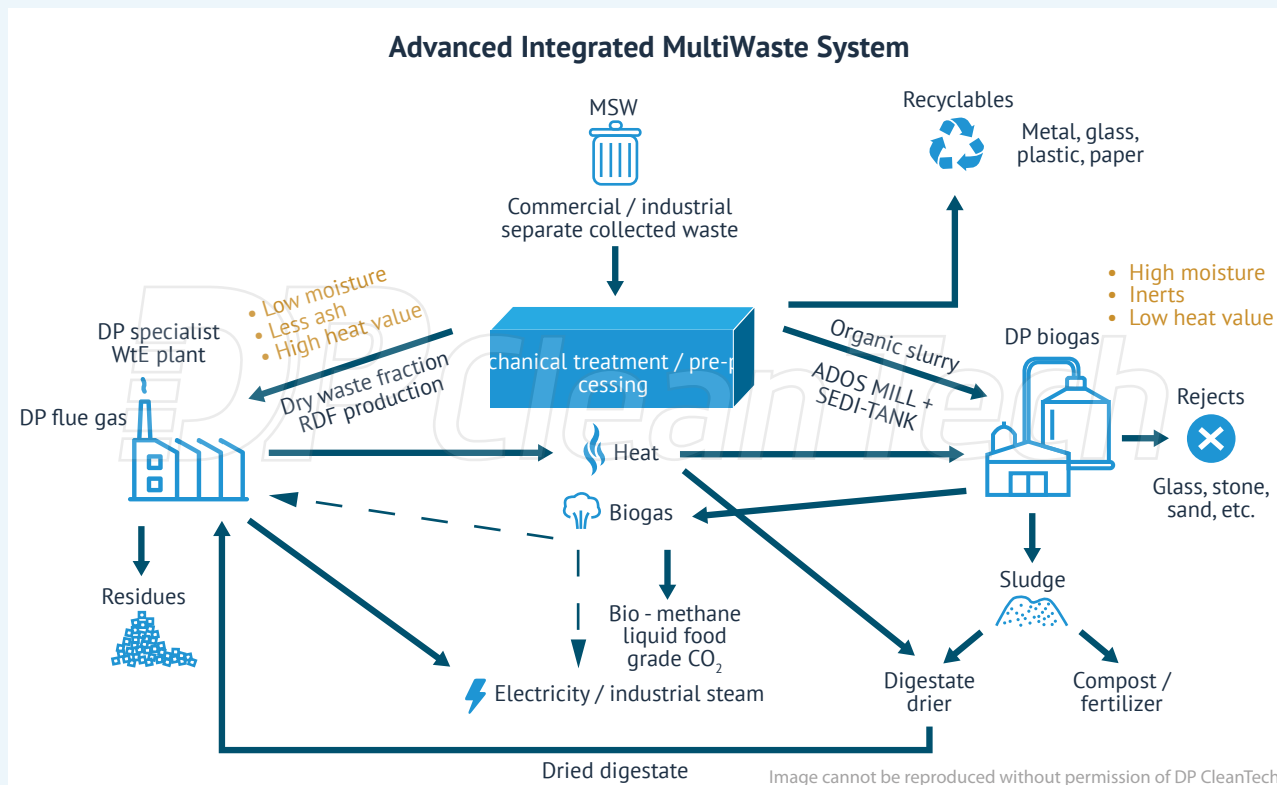 Advanced Integrated MultiWaste System
MSW
Commercial / industrial
separate collected waste
Recyclables
Metal, glass,
plastic, paper
• Low moisture
• Less ash
• High heat value
Dry waste fraction
RDF production
chanical treatment / pre-p
cessing
Organic slurry
ADOS MILL +
SEDI-TANK
• High moisture
• Inerts
• Low heat value
DP specialist
WtE plant
DP flue gas
DP biogas
Rejects
Glass, stone,
sand, etc.
Heat
Biogas
Residues
Bio - methane
liquid food
grade CO₂
Electricity / industrial steam
Sludge
Digestate
drier
Compost /
fertilizer
Dried digestate
DP CleanTech
Image cannot be reproduced without permission of DP CleanTech